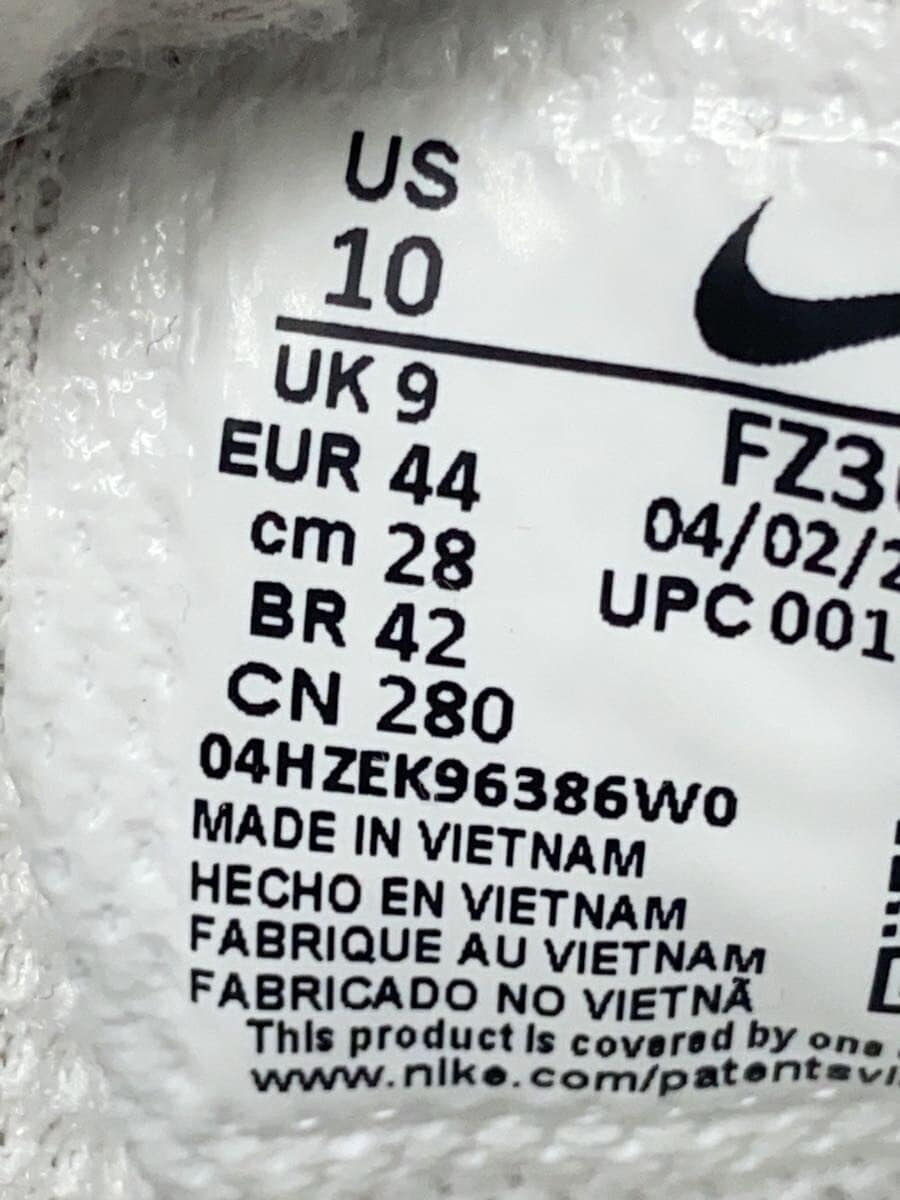 US
10
UK 9
EUR 44
cm 28
BR 42
CN 280
04HZEK96386W0
MADE IN VIETNAM
HECHO EN VIETNAM
FABRIQUE AU VIETNAM
FABRICADO NO VIETNÃ
This product is covered by one
www.nike.com/patents
FZ3
04/02/2
UPC 001